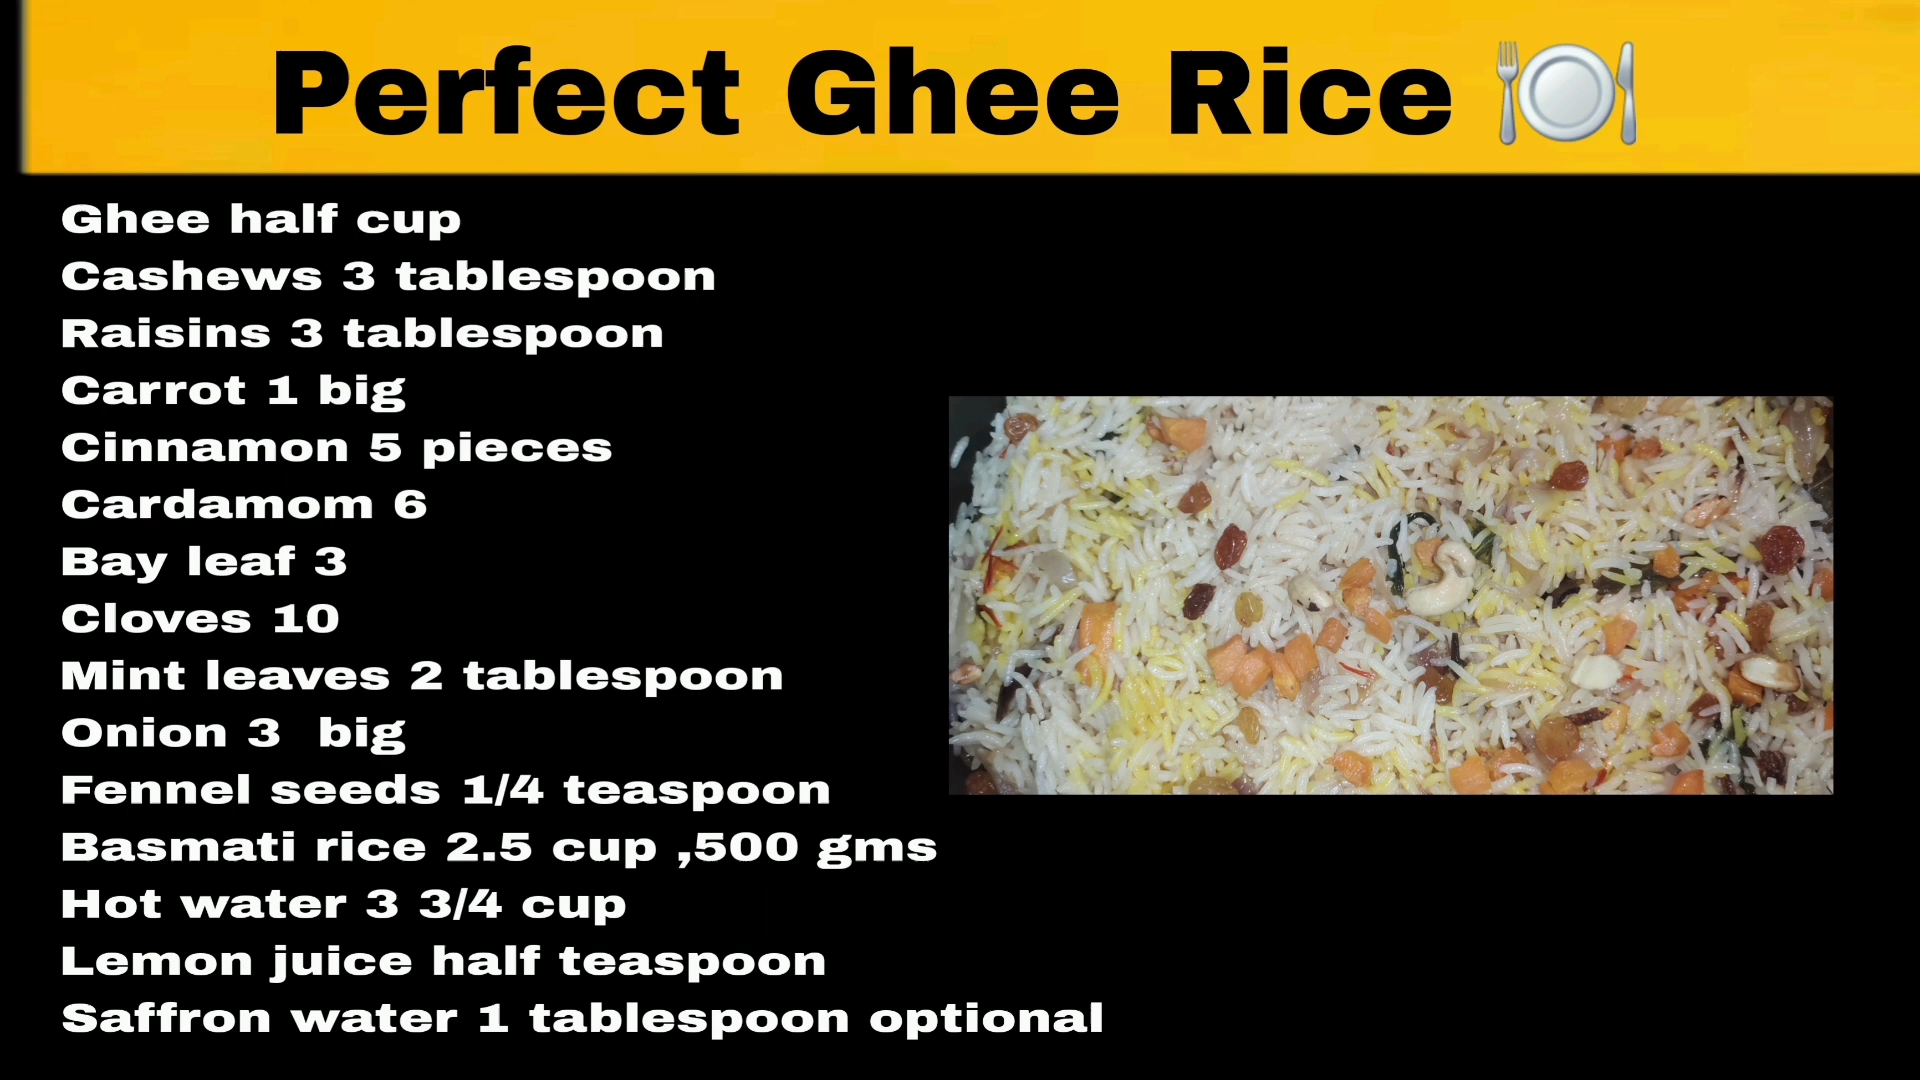 Perfect Ghee Rice 🍽️
Ghee half cup
Cashews 3 tablespoon
Raisins 3 tablespoon
Carrot 1 big
Cinnamon 5 pieces
Cardamom 6
Bay leaf 3
Cloves 10
Mint leaves 2 tablespoon
Onion 3  big
Fennel seeds 1/4 teaspoon
Basmati rice 2.5 cup ,500 gms
Hot water 3 3/4 cup
Lemon juice half teaspoon
Saffron water 1 tablespoon optional